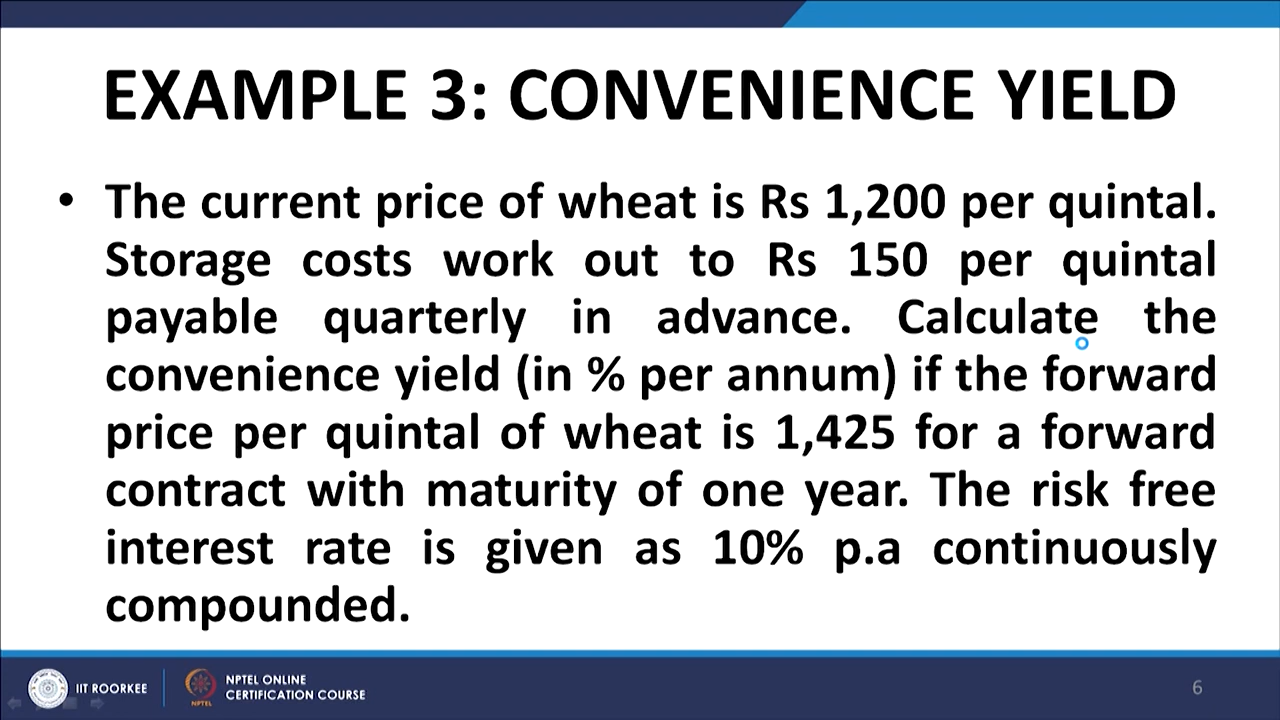 EXAMPLE 3: CONVENIENCE YIELD
• The current price of wheat is Rs 1,200 per quintal.
Storage costs work out to Rs 150 per quintal
payable quarterly in advance. Calculate the
convenience yield (in % per annum) if the forward
price per quintal of wheat is 1,425 for a forward
contract with maturity of one year. The risk free
interest rate is given as 10% p.a continuously
compounded.
IIT ROORKEE
NPTEL
NPTEL ONLINE
CERTIFICATION COURSE
6